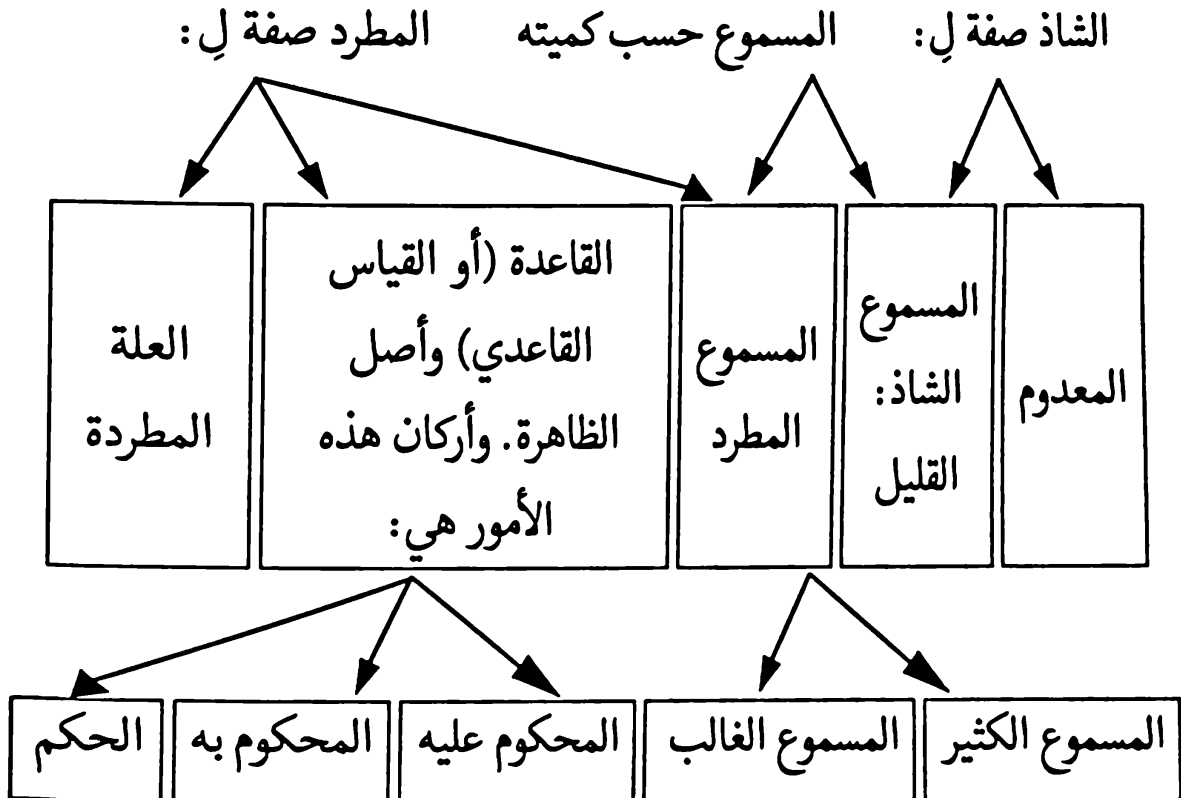 الشاذ صفة لِ:
المسموع حسب كميته
المطرد صفة لِ:
المعدوم
المسموع
الشاذ:
القليل
المسموع
المطرد
القاعدة (أو القياس
القاعدي) وأصل
الظاهرة. وأركان هذه
الأمور هي:
العلة
المطردة
المسموع الكثير
المسموع الغالب
المحكوم عليه
المحكوم به
الحكم